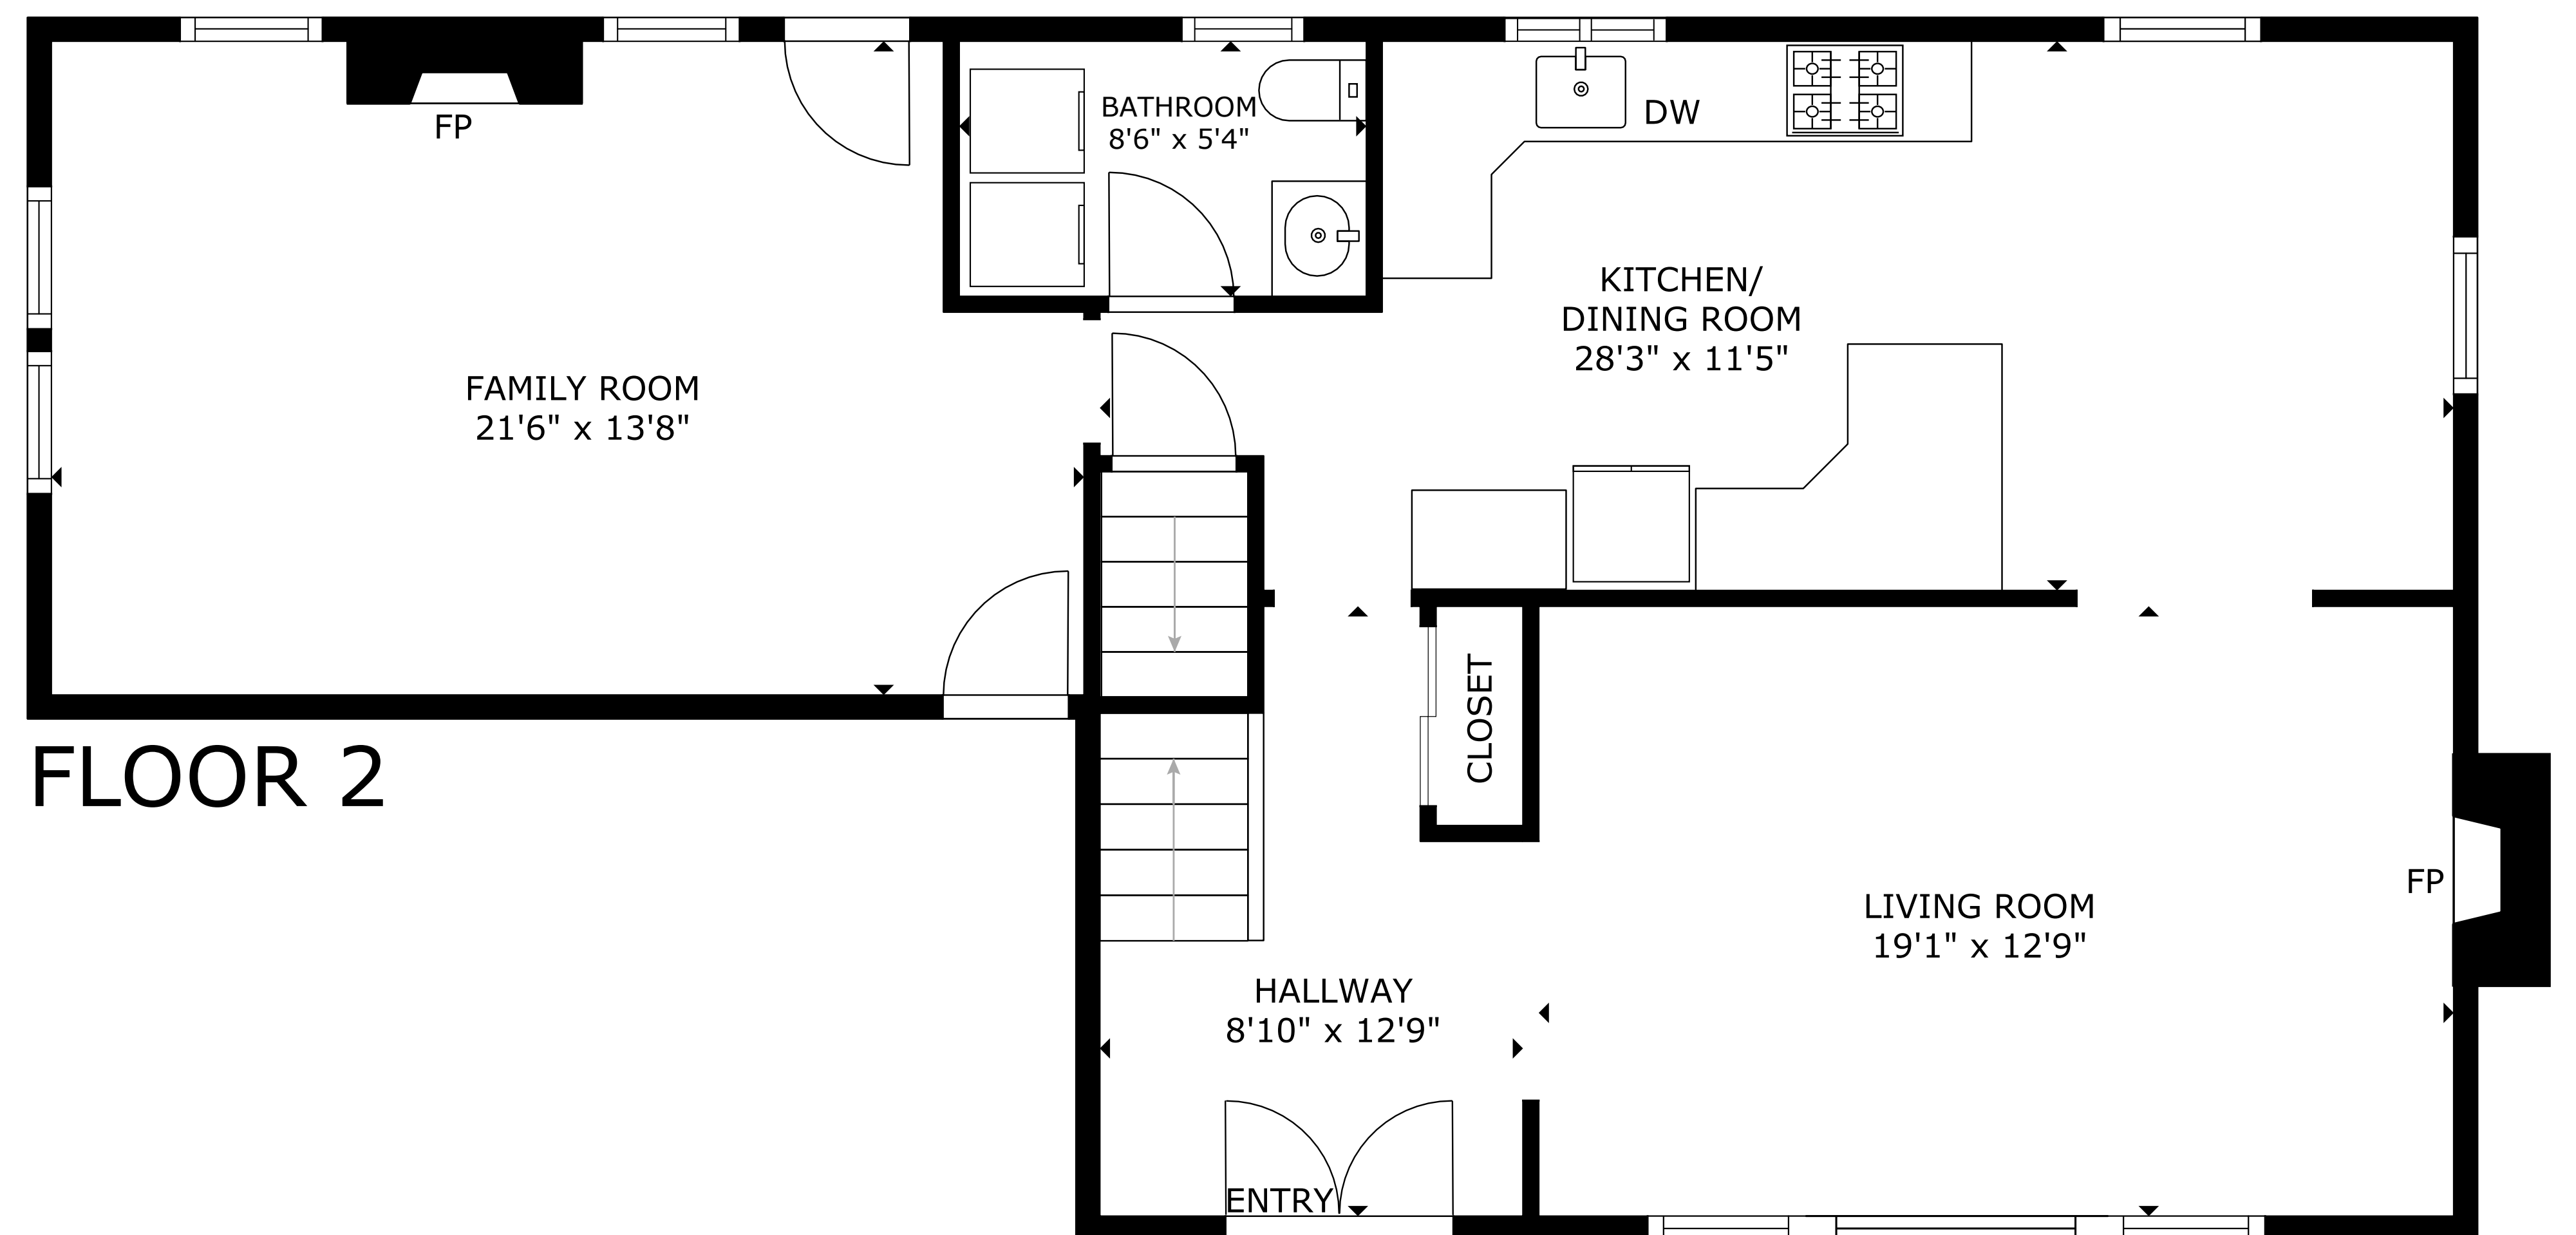 FP
BATHROOM
8'6" x 5'4"
DW
KITCHEN/
DINING ROOM
28'3" x 11'5"
FAMILY ROOM
21'6" x 13'8"
CLOSET
FLOOR 2
FP
LIVING ROOM
19'1" x 12'9"
HALLWAY
8'10" x 12'9"
ENTRY